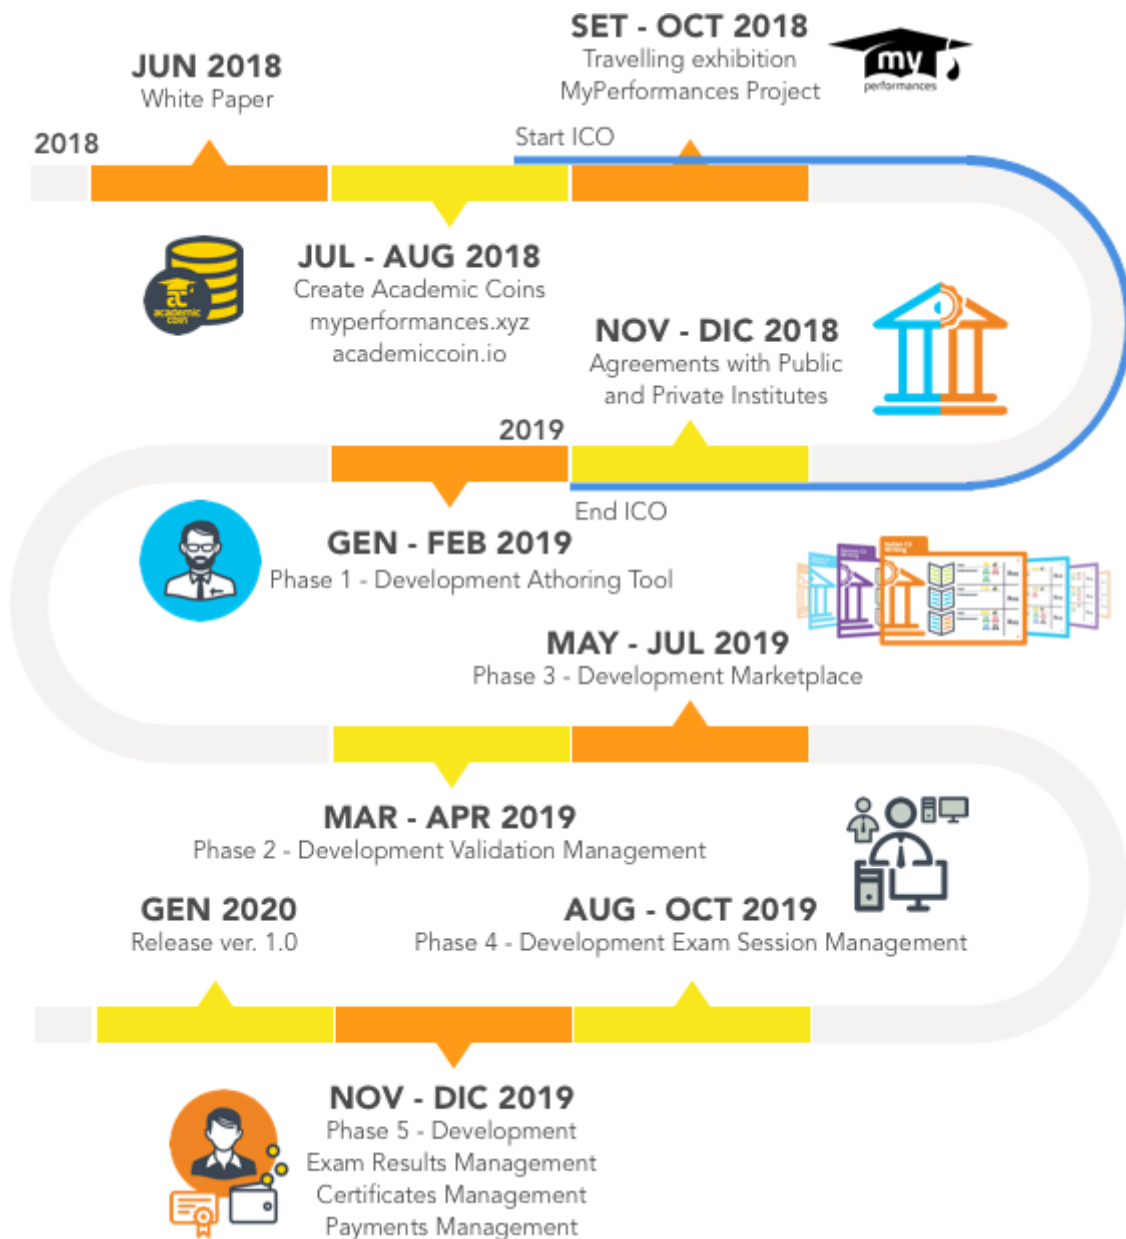 SET - OCT 2018
Travelling exhibition
MyPerformances Project
my
performances
JUN 2018
White Paper
2018
Start ICO
JUL - AUG 2018
Create Academic Coins
myperformances.xyz
academiccoin.io
ac
academic
coin
NOV - DIC 2018
Agreements with Public
and Private Institutes
2019
End ICO
GEN - FEB 2019
Phase 1 - Development Athoring Tool
MAY - JUL 2019
Phase 3 - Development Marketplace
MAR - APR 2019
Phase 2 - Development Validation Management
GEN 2020
Release ver. 1.0
AUG - OCT 2019
Phase 4 - Development Exam Session Management
NOV - DIC 2019
Phase 5 - Development
Exam Results Management
Certificates Management
Payments Management